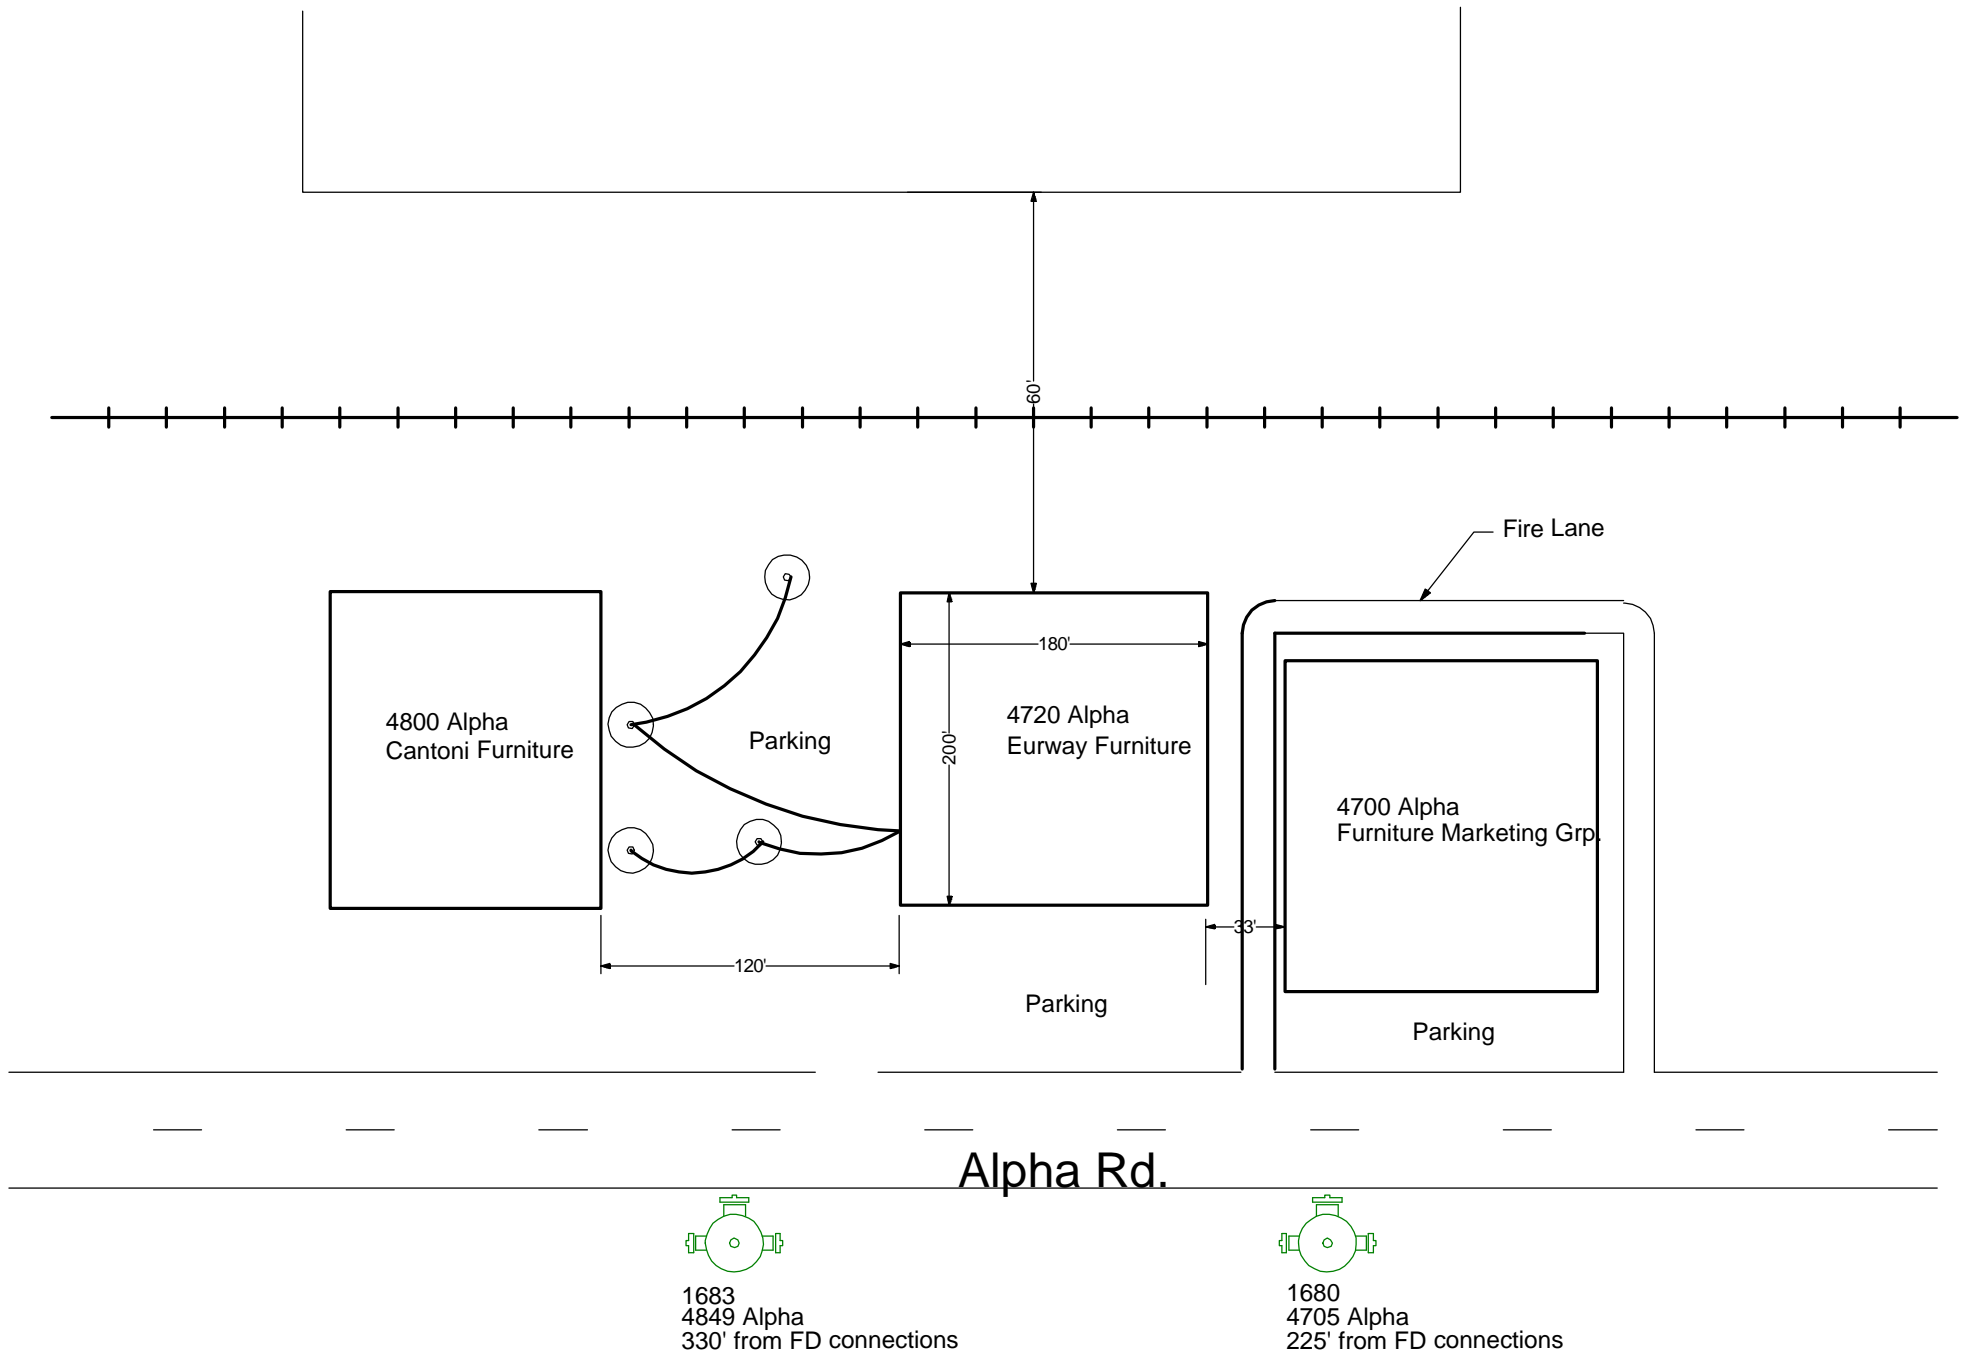 60'
Fire Lane
180'
4800 Alpha
Cantoni Furniture
Parking
200'
4720 Alpha
Eurway Furniture
4700 Alpha
Furniture Marketing Grp.
33'
120'
Parking
Parking
Alpha Rd.
1683
4849 Alpha
330' from FD connections
1680
4705 Alpha
225' from FD connections